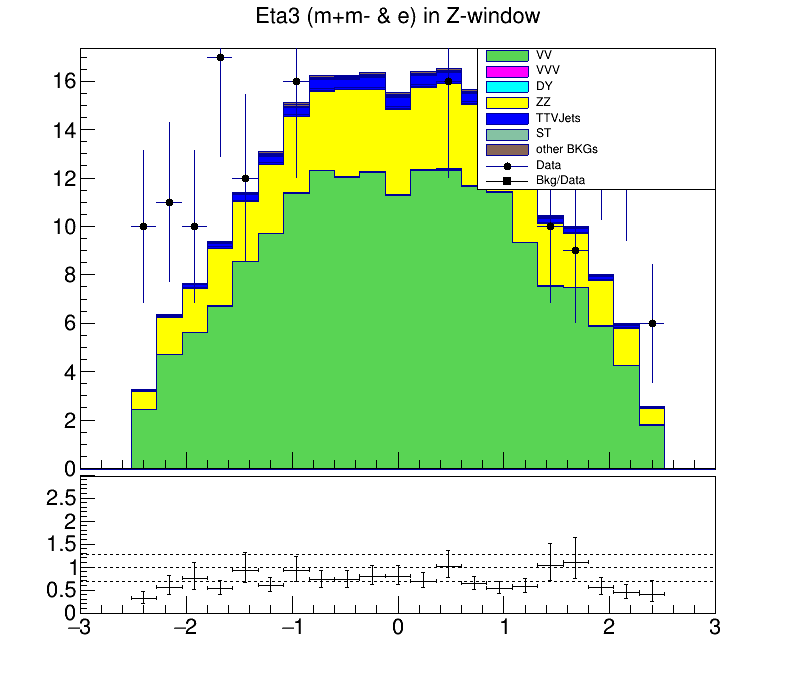 Eta3 (m+m- & e) in Z-window
VV
VVV
DY
ZZ
TTVJets
ST
other BKGs
Data
Bkg/Data
16
14
12
10
8
6
4
2
0
2.5
2
1.5
1
0.5
0
−3 −2 −1 0 1 2 3